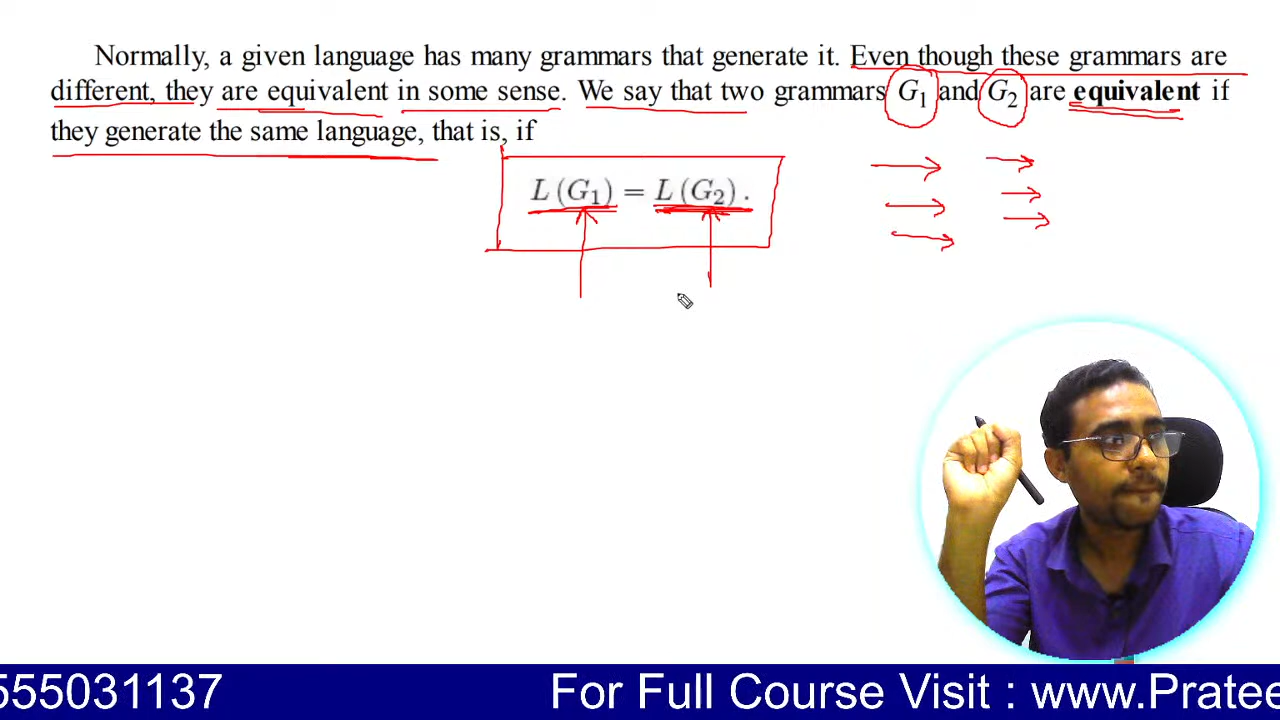 Normally, a given language has many grammars that generate it. Even though these grammars are
different, they are equivalent in some sense. We say that two grammars G₁ and G₂ are equivalent if
they generate the same language, that is, if
L (G₁) = L (G₂) .
555031137 For Full Course Visit : www.Pratee